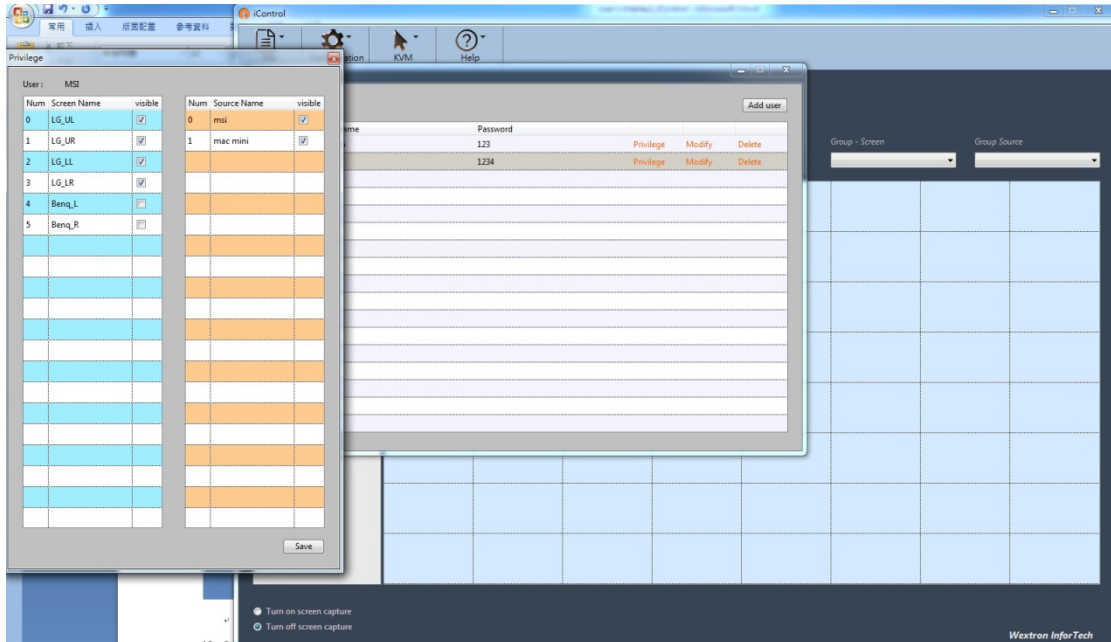 iControl
常用 插入 版面配置 參考資料
KVM
Help
Privilege
User : MSI
Num Screen Name visible
0 LG_UL
1 LG_UR
2 LG_LL
3 LG_LR
4 Benq_L
5 Benq_R
Num Source Name visible
0 msi
1 mac mini
Save
Add user
Password
123 Privilege Modify Delete
1234 Privilege Modify Delete
Group - Screen
Group Source
Turn on screen capture
Turn off screen capture
Wextron InforTech